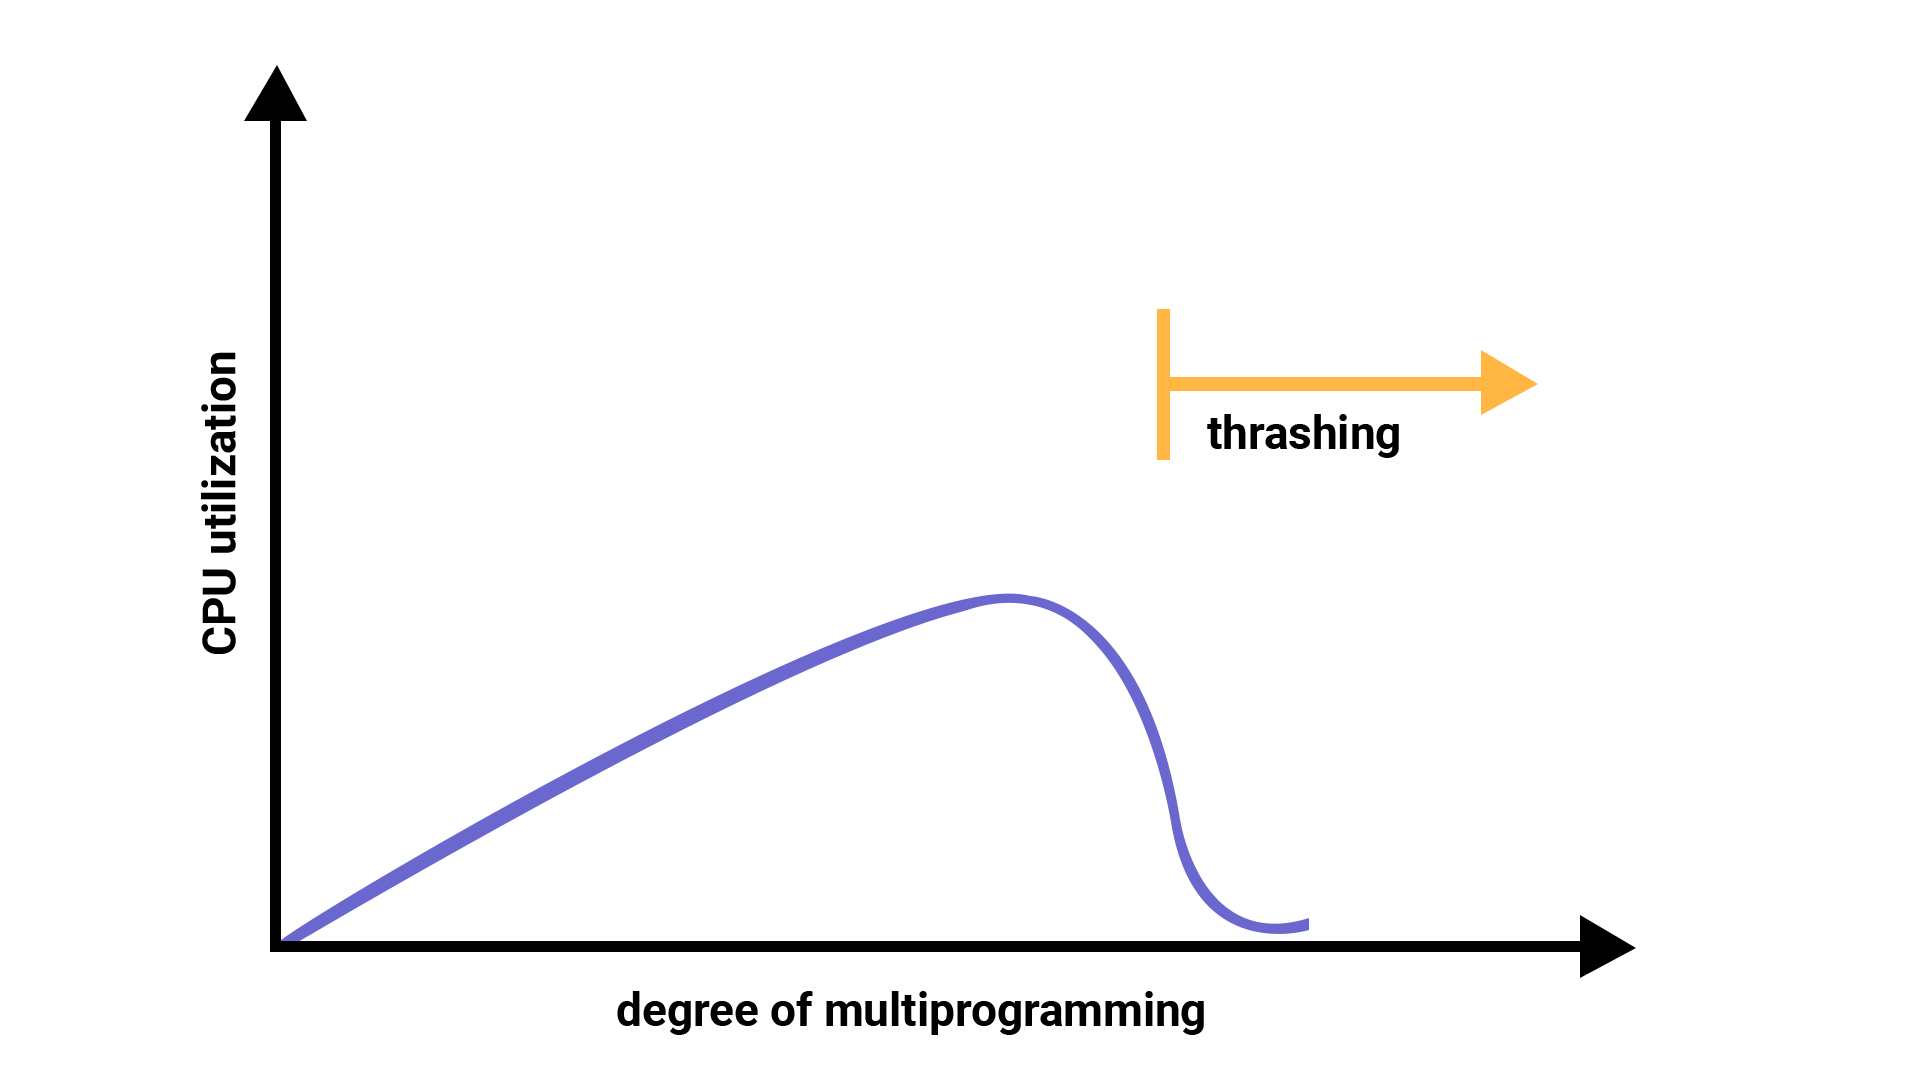 CPU utilization
thrashing
degree of multiprogramming